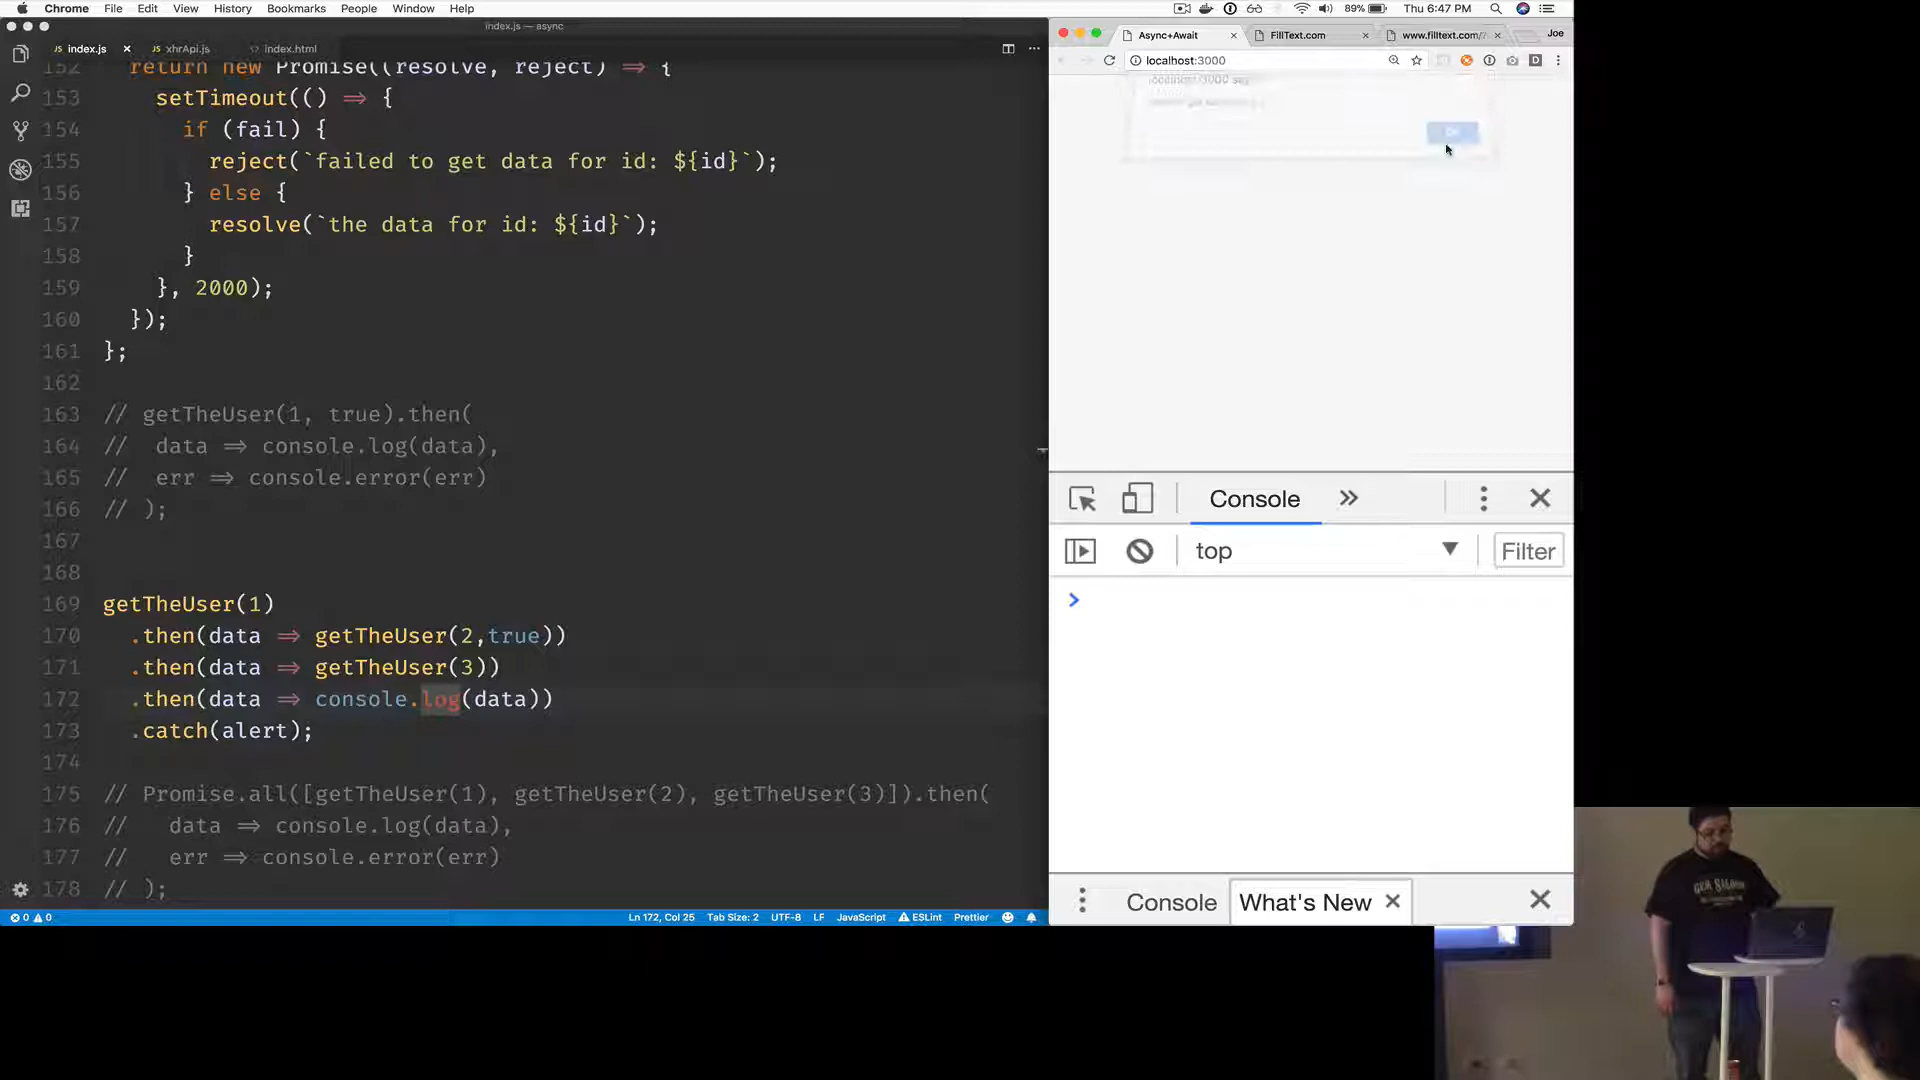 Chrome File Edit View History Bookmarks People Window Help
89% Thu 6:47 PM
index.js — async
index.js xhrApi.js index.html
152 return new Promise((resolve, reject) => {
153 setTimeout(() => {
154 if (fail) {
155 reject(`failed to get data for id: ${id}`);
156 } else {
157 resolve(`the data for id: ${id}`);
158 }
159 }, 2000);
160 });
161 };
162
163 // getTheUser(1, true).then(
164 // data => console.log(data),
165 // err => console.error(err)
166 // );
167
168
169 getTheUser(1)
170 .then(data => getTheUser(2,true))
171 .then(data => getTheUser(3))
172 .then(data => console.log(data))
173 .catch(alert);
174
175 // Promise.all([getTheUser(1), getTheUser(2), getTheUser(3)]).then(
176 // data => console.log(data),
177 // err => console.error(err)
178 // );
0 0 Ln 172, Col 25 Tab Size: 2 UTF-8 LF JavaScript ESLint Prettier
Async+Await FillText.com www.filltext.com/? Joe
localhost:3000
Console
top Filter
Console What's New